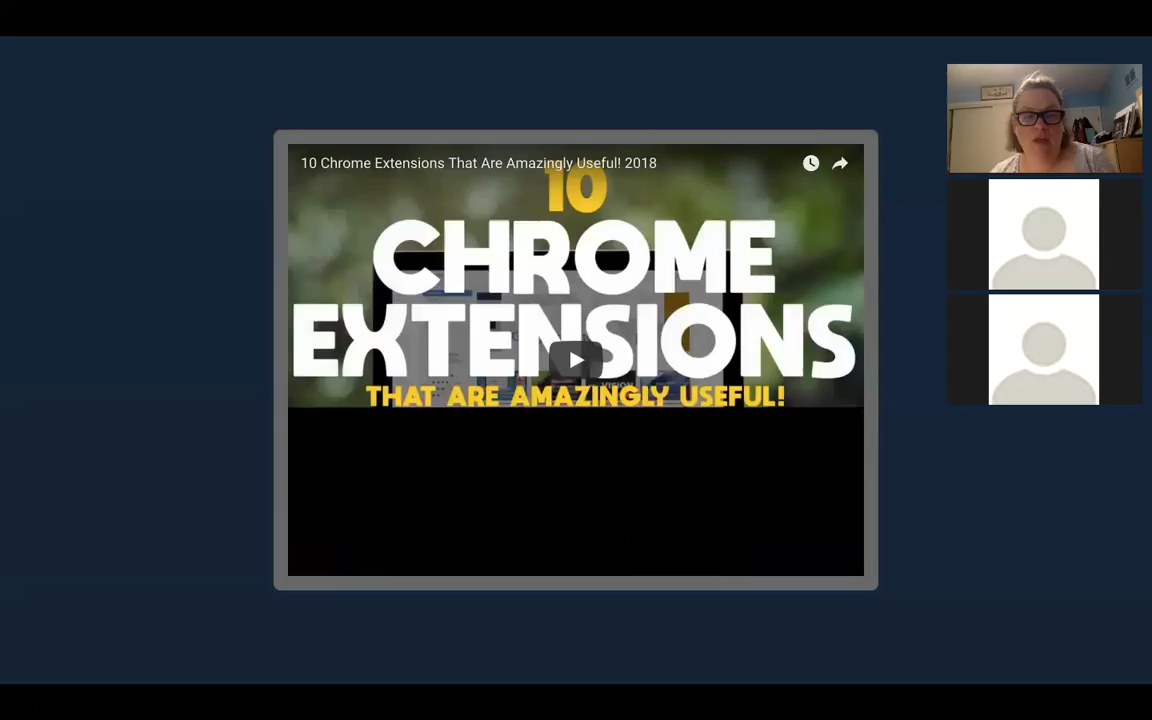 10 Chrome Extensions That Are Amazingly Useful! 2018
10
CHROME
EXTENSIONS
THAT ARE AMAZINGLY USEFUL!